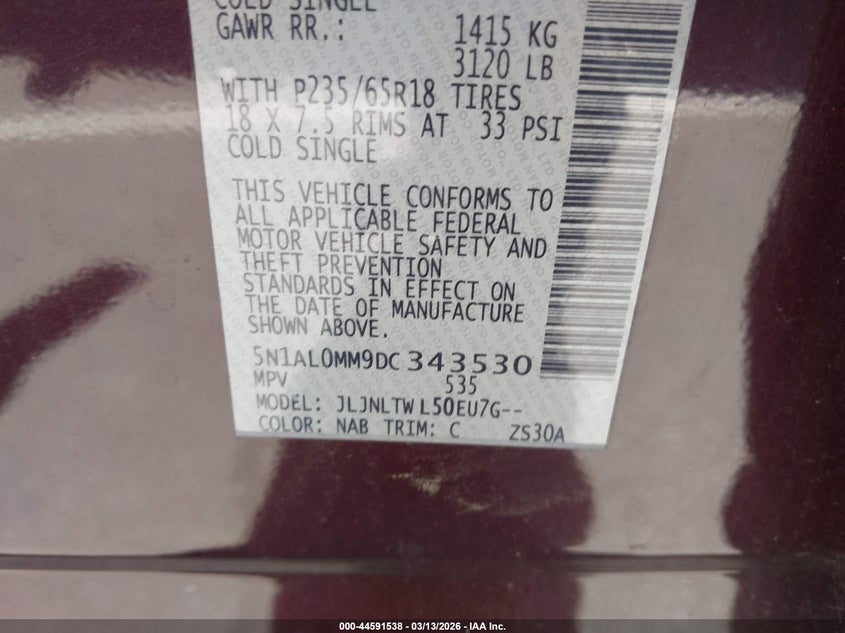 COLD SINGLE
GAWR RR.: 1415 KG
3120 LB
WITH P235/65R18 TIRES
18 X 7.5 RIMS AT 33 PSI
COLD SINGLE
THIS VEHICLE CONFORMS TO
ALL APPLICABLE FEDERAL
MOTOR VEHICLE SAFETY AND
THEFT PREVENTION
STANDARDS IN EFFECT ON
THE DATE OF MANUFACTURE
SHOWN ABOVE.
5N1AL0MM9DC343530
MPV 535
MODEL: JLJNLTWL50EU7G--
COLOR: NAB TRIM: C ZS30A
000-44591538 - 03/13/2026 - IAA Inc.